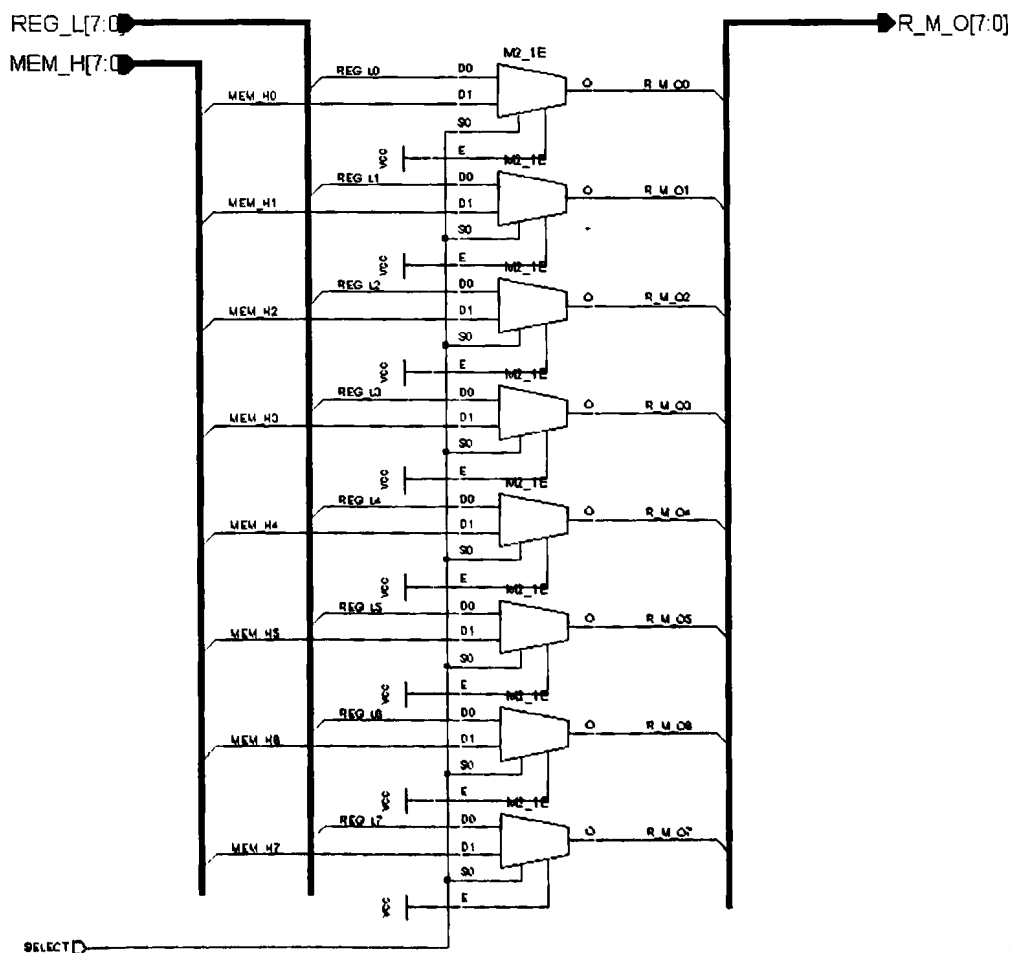 REG_L[7:0]
R_M_O[7:0]
MEM_H[7:0]
M2_1E
REG_L0 D0
O R_M_O0
MEM_H0 D1
S0
VCC E
M2_1E
REG_L1 D0
O R_M_O1
MEM_H1 D1
S0
VCC E
M2_1E
REG_L2 D0
O R_M_O2
MEM_H2 D1
S0
VCC E
M2_1E
REG_L3 D0
O R_M_O3
MEM_H3 D1
S0
VCC E
M2_1E
REG_L4 D0
O R_M_O4
MEM_H4 D1
S0
VCC E
M2_1E
REG_L5 D0
O R_M_O5
MEM_H5 D1
S0
VCC E
M2_1E
REG_L6 D0
O R_M_O6
MEM_H6 D1
S0
VCC E
M2_1E
REG_L7 D0
O R_M_O7
MEM_H7 D1
S0
VCC E
SELECT